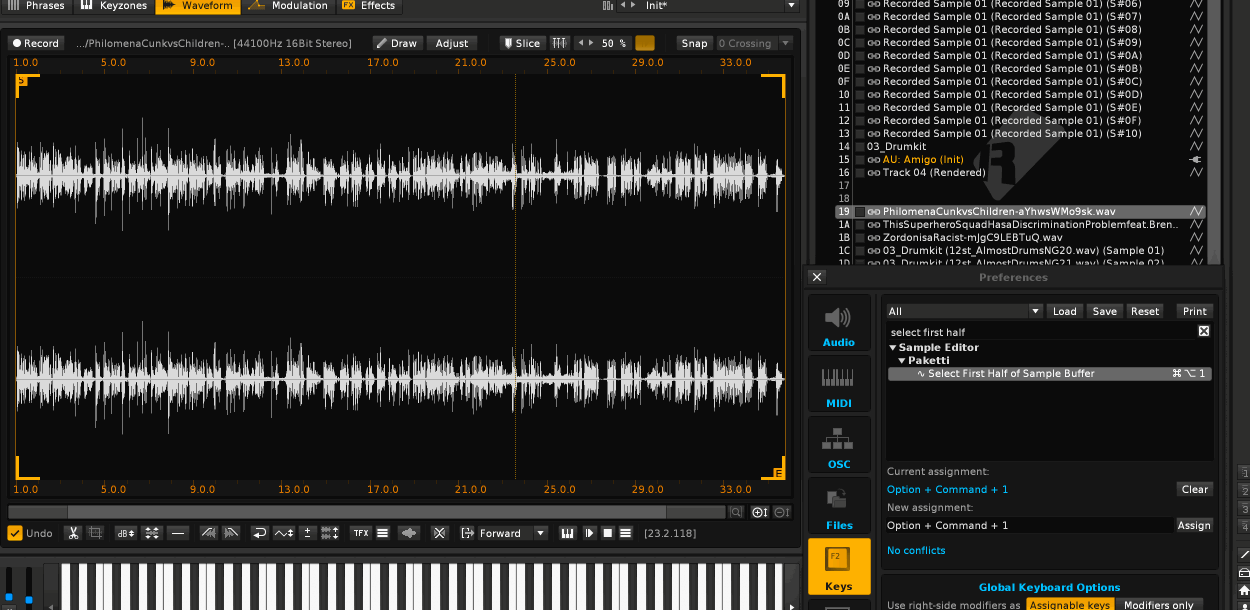 Phrases Keyzones Waveform Modulation FX Effects Init*
Record .../PhilomenaCunkvsChildren-.. [44100Hz 16Bit Stereo] Draw Adjust Slice 50 % Snap 0 Crossing
1.0.0 5.0.0 9.0.0 13.0.0 17.0.0 21.0.0 25.0.0 29.0.0 33.0.0
S
E
1.0.0 5.0.0 9.0.0 13.0.0 17.0.0 21.0.0 25.0.0 29.0.0 33.0.0
Undo dB TFX Forward [23.2.118]
09 Recorded Sample 01 (Recorded Sample 01) (S#06)
0A Recorded Sample 01 (Recorded Sample 01) (S#07)
0B Recorded Sample 01 (Recorded Sample 01) (S#08)
0C Recorded Sample 01 (Recorded Sample 01) (S#09)
0D Recorded Sample 01 (Recorded Sample 01) (S#0A)
0E Recorded Sample 01 (Recorded Sample 01) (S#0B)
0F Recorded Sample 01 (Recorded Sample 01) (S#0C)
10 Recorded Sample 01 (Recorded Sample 01) (S#0D)
11 Recorded Sample 01 (Recorded Sample 01) (S#0E)
12 Recorded Sample 01 (Recorded Sample 01) (S#0F)
13 Recorded Sample 01 (Recorded Sample 01) (S#10)
14 03_Drumkit
15 AU: Amigo (Init)
16 Track 04 (Rendered)
17
18
19 PhilomenaCunkvsChildren-aYhwsWMo9sk.wav
1A ThisSuperheroSquadHasaDiscriminationProblemfeat.Bren..
1B ZordonisaRacist-mJgC9LEBTuQ.wav
1C 03_Drumkit (12st_AlmostDrumsNG20.wav) (Sample 01)
1D 03_Drumkit (12st_AlmostDrumsNG21.wav) (Sample 02)
Preferences
Audio
MIDI
OSC
Files
F2
Keys
All Load Save Reset Print
select first half
Sample Editor
Paketti
Select First Half of Sample Buffer ⌘⌥ 1
Current assignment:
Option + Command + 1 Clear
New assignment:
Option + Command + 1 Assign
No conflicts
Global Keyboard Options
Use right-side modifiers as Assignable keys Modifiers only